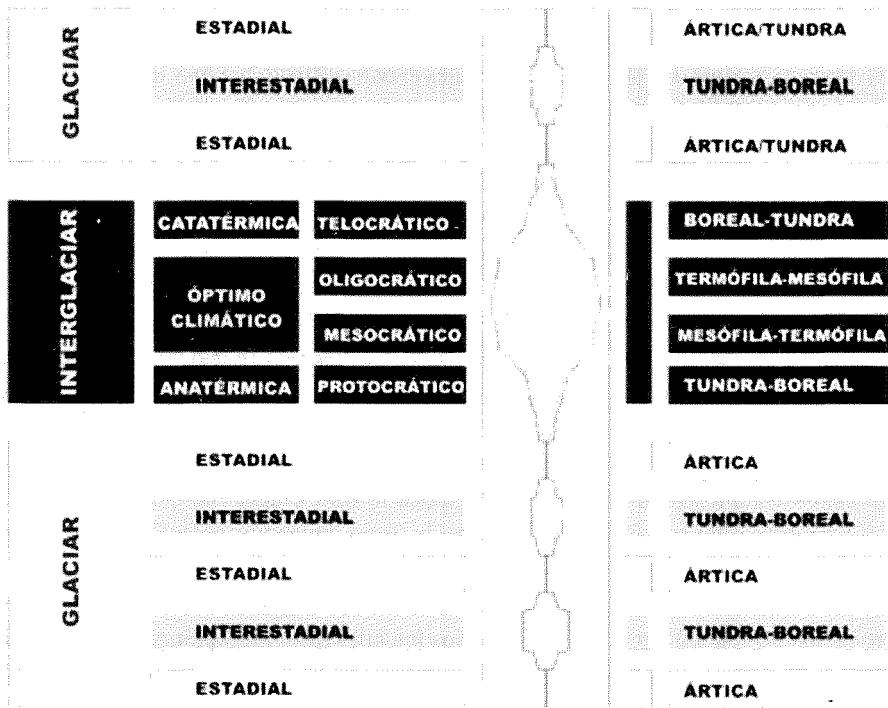 GLACIAR
ESTADIAL
ÁRTICA/TUNDRA
INTERESTADIAL
TUNDRA-BOREAL
ESTADIAL
ÁRTICA/TUNDRA
INTERGLACIAR
CATATÉRMICA
TELOCRÁTICO
BOREAL-TUNDRA
ÓPTIMO
CLIMÁTICO
OLIGOCRÁTICO
TERMÓFILA-MESÓFILA
MESOCRÁTICO
MESÓFILA-TERMÓFILA
ANATÉRMICA
PROTOCRÁTICO
TUNDRA-BOREAL
GLACIAR
ESTADIAL
ÁRTICA
INTERESTADIAL
TUNDRA-BOREAL
ESTADIAL
ÁRTICA
INTERESTADIAL
TUNDRA-BOREAL
ESTADIAL
ÁRTICA